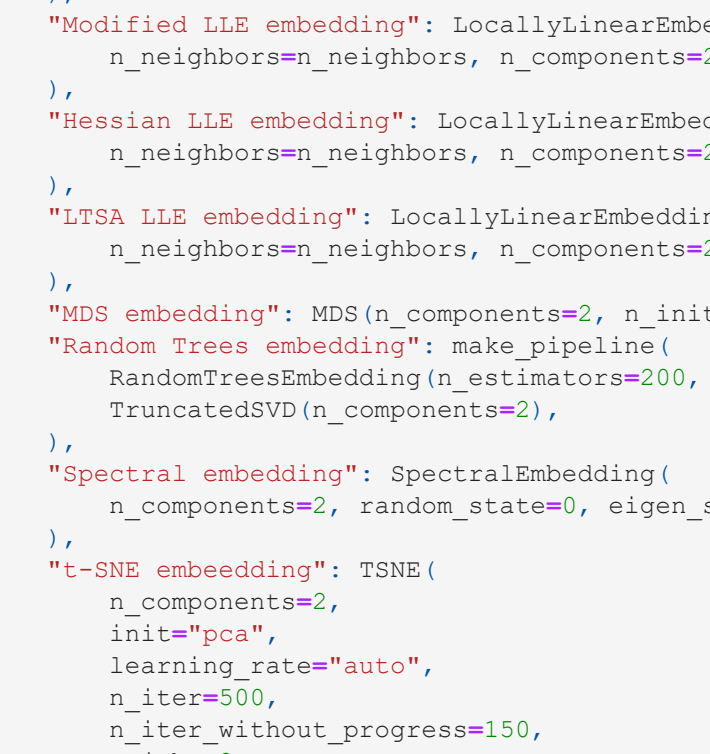 "Modified LLE embedding": LocallyLinearEmbe
n_neighbors=n_neighbors, n_components=2
),
"Hessian LLE embedding": LocallyLinearEmbed
n_neighbors=n_neighbors, n_components=2
),
"LTSA LLE embedding": LocallyLinearEmbeddin
n_neighbors=n_neighbors, n_components=2
),
"MDS embedding": MDS(n_components=2, n_init
"Random Trees embedding": make_pipeline(
RandomTreesEmbedding(n_estimators=200,
TruncatedSVD(n_components=2),
),
"Spectral embedding": SpectralEmbedding(
n_components=2, random_state=0, eigen_s
),
"t-SNE embeedding": TSNE(
n_components=2,
init="pca",
learning_rate="auto",
n_iter=500,
n_iter_without_progress=150,